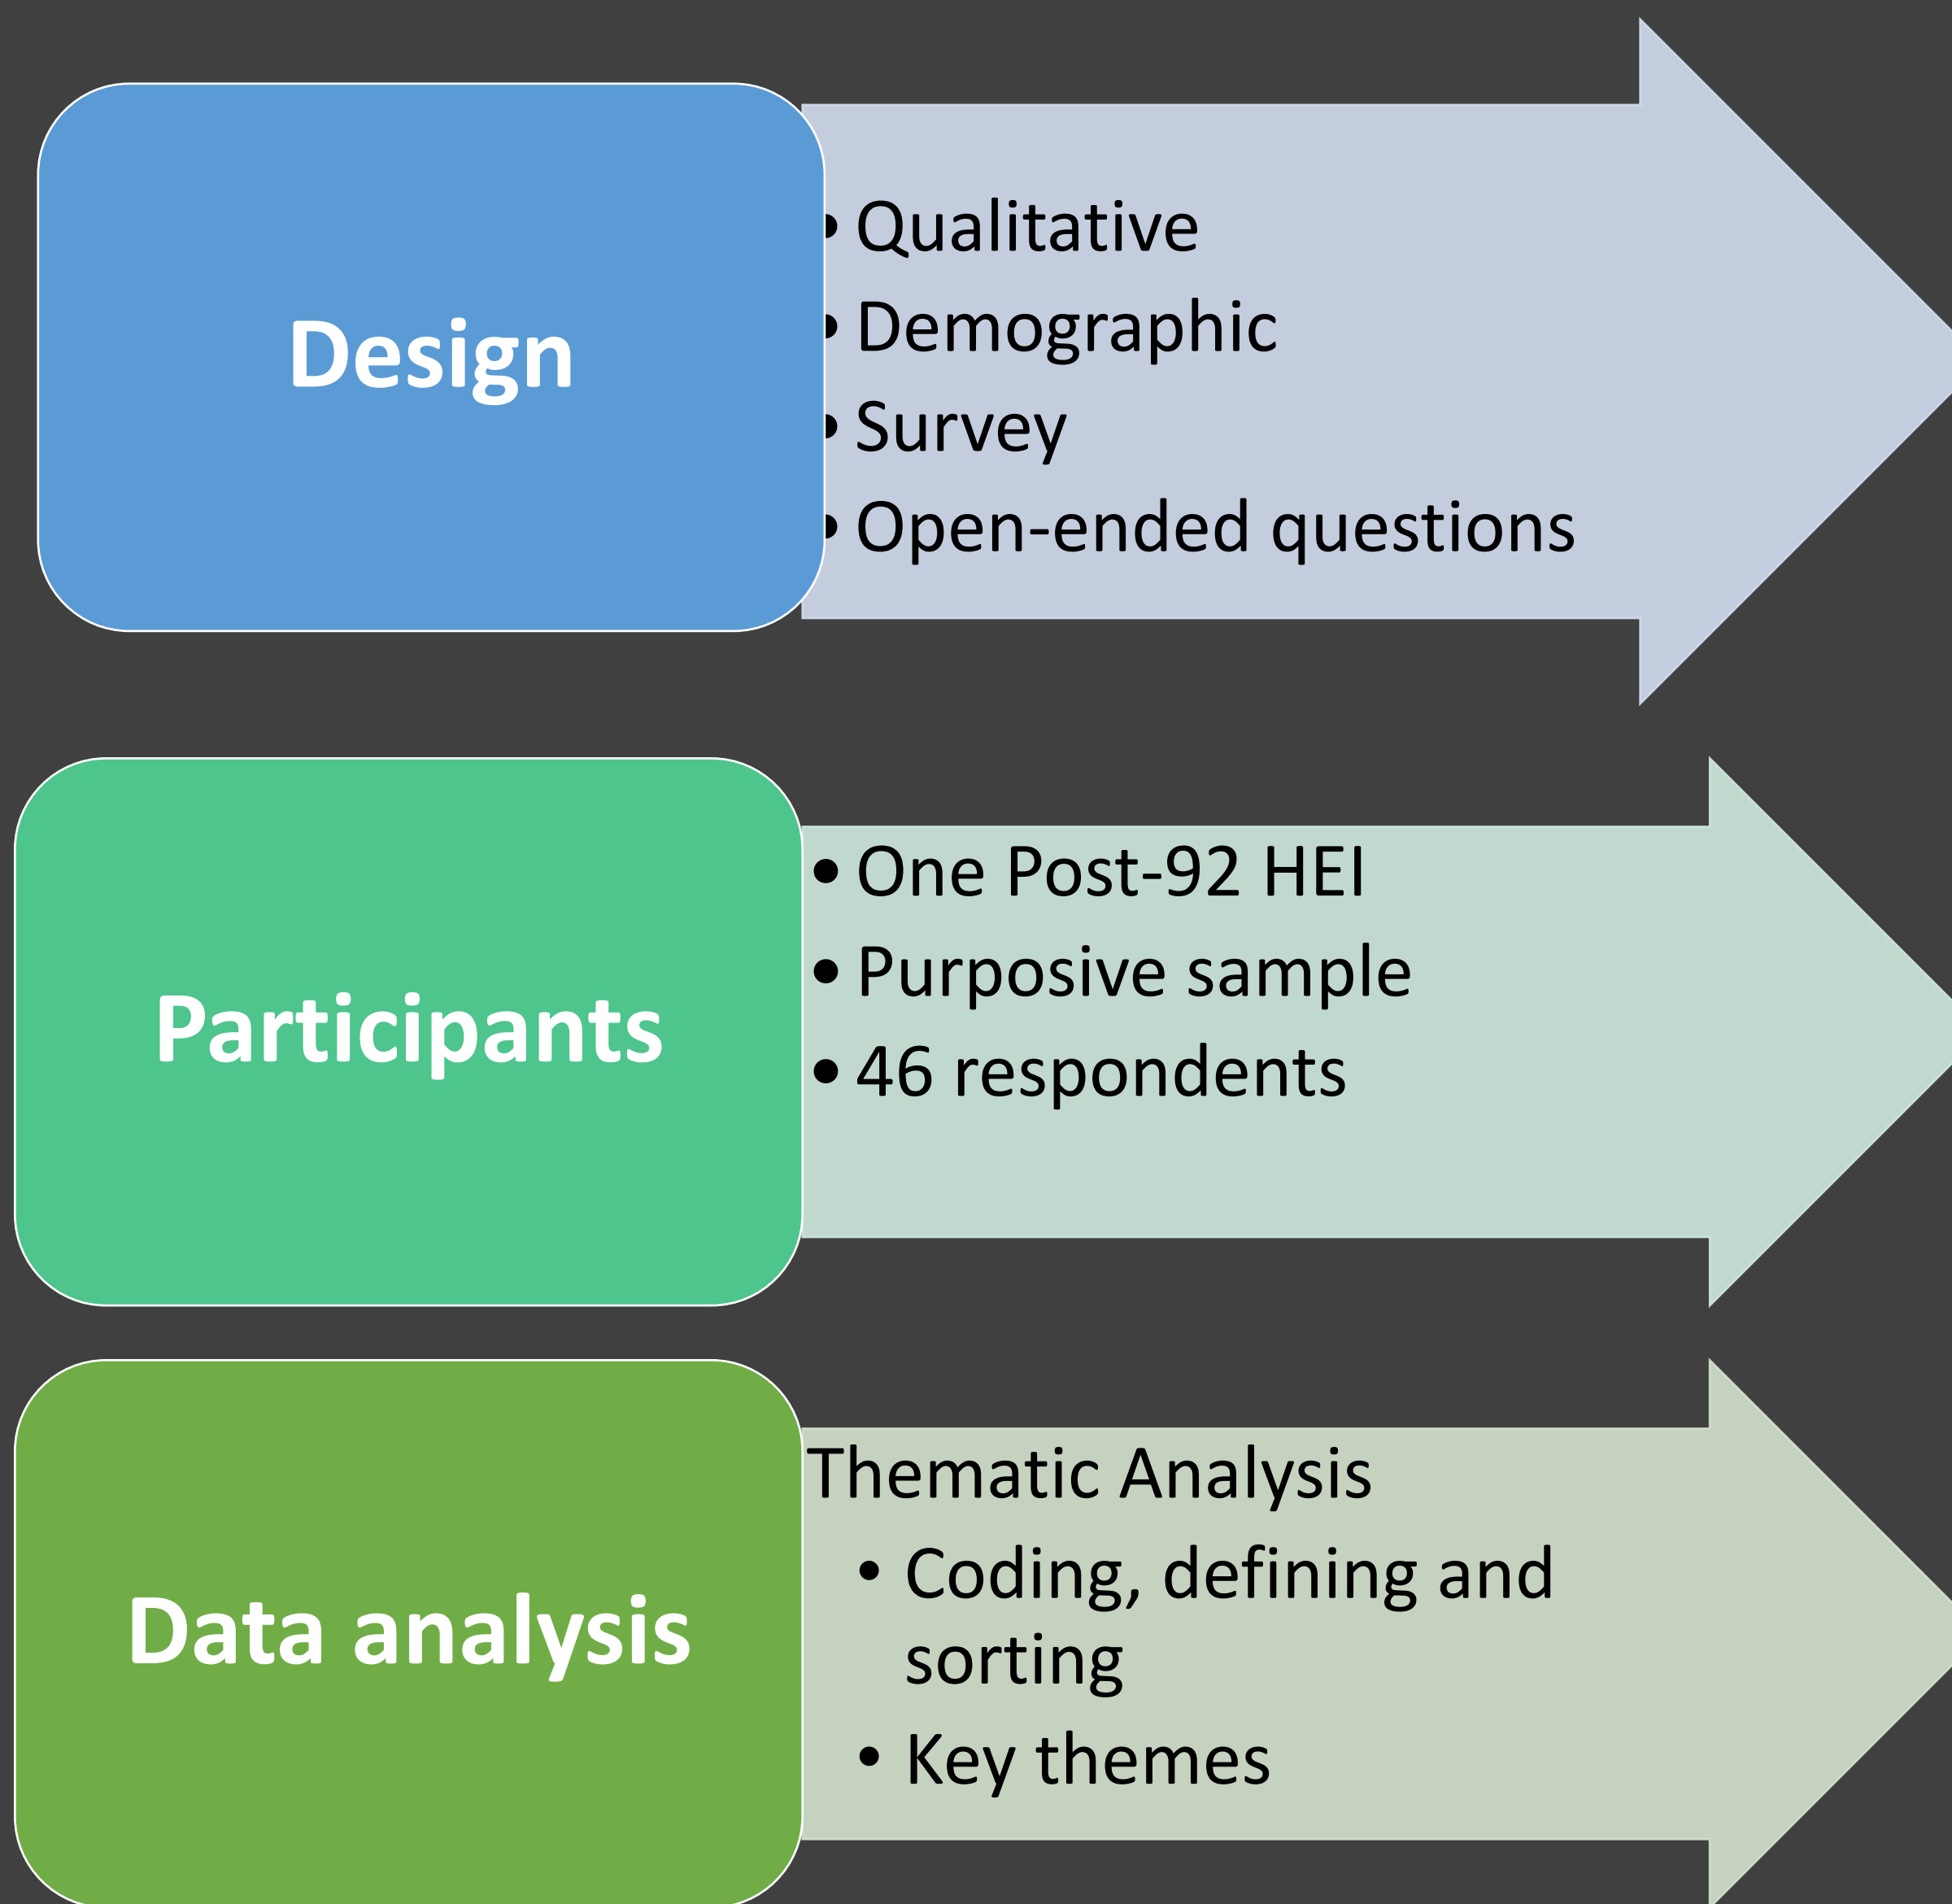 Design
• Qualitative
• Demographic
• Survey
• Open-ended questions
Participants
• One Post-92 HEI
• Purposive sample
• 46 respondents
Data analysis
Thematic Analysis
• Coding, defining and
sorting
• Key themes